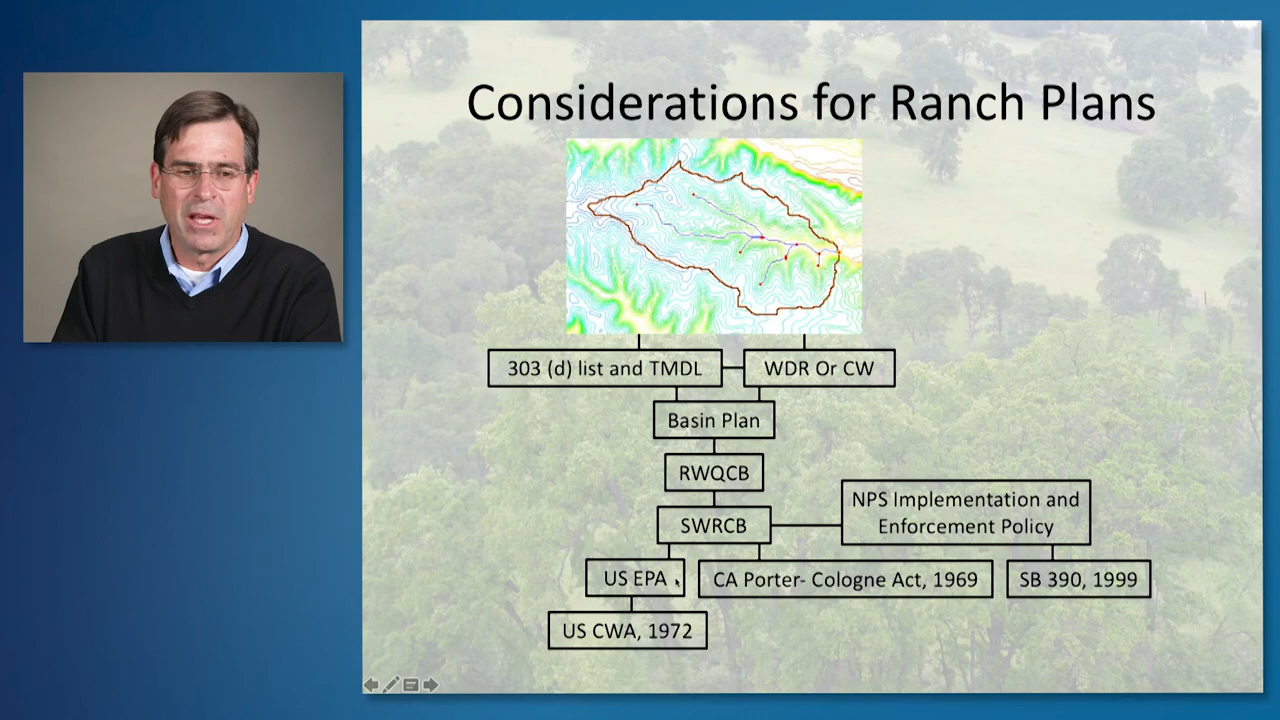 Considerations for Ranch Plans
303 (d) list and TMDL
WDR Or CW
Basin Plan
RWQCB
SWRCB
NPS Implementation and
Enforcement Policy
US EPA
CA Porter- Cologne Act, 1969
SB 390, 1999
US CWA, 1972